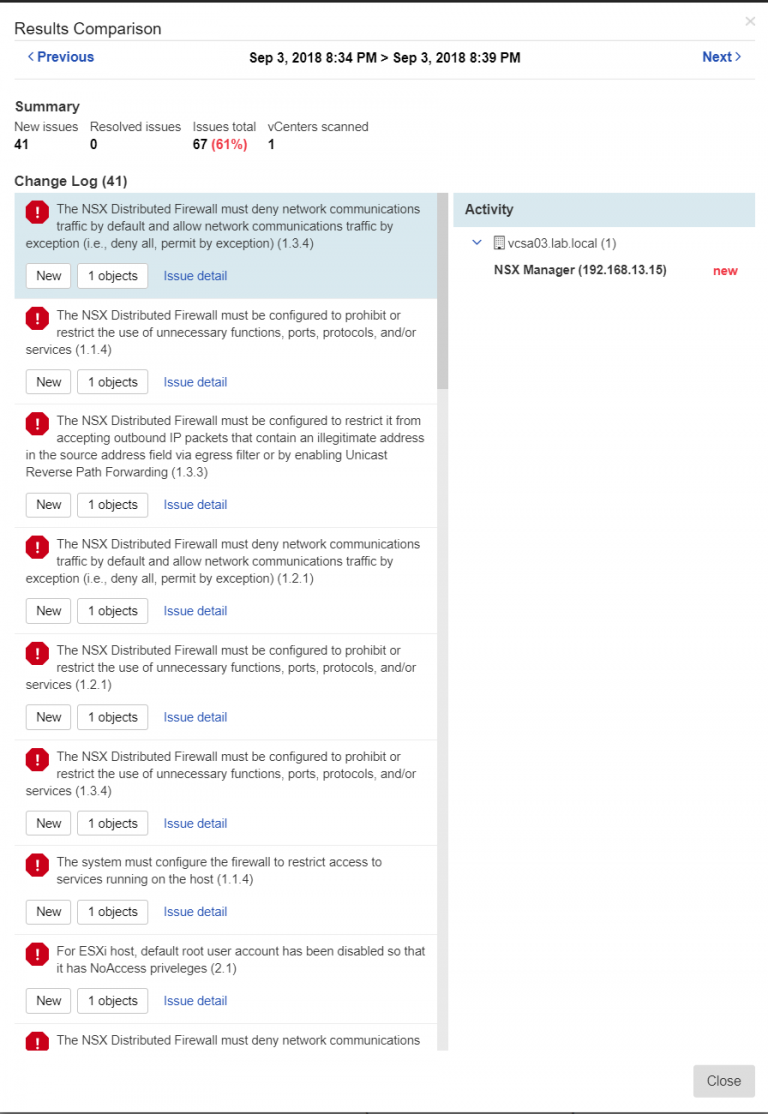 Results Comparison
×
< Previous
Sep 3, 2018 8:34 PM > Sep 3, 2018 8:39 PM
Next >
Summary
New issues Resolved issues Issues total vCenters scanned
41 0 67 (61%) 1
Change Log (41)
The NSX Distributed Firewall must deny network communications
traffic by default and allow network communications traffic by
exception (i.e., deny all, permit by exception) (1.3.4)
New 1 objects Issue detail
The NSX Distributed Firewall must be configured to prohibit or
restrict the use of unnecessary functions, ports, protocols, and/or
services (1.1.4)
New 1 objects Issue detail
The NSX Distributed Firewall must be configured to restrict it from
accepting outbound IP packets that contain an illegitimate address
in the source address field via egress filter or by enabling Unicast
Reverse Path Forwarding (1.3.3)
New 1 objects Issue detail
The NSX Distributed Firewall must deny network communications
traffic by default and allow network communications traffic by
exception (i.e., deny all, permit by exception) (1.2.1)
New 1 objects Issue detail
The NSX Distributed Firewall must be configured to prohibit or
restrict the use of unnecessary functions, ports, protocols, and/or
services (1.2.1)
New 1 objects Issue detail
The NSX Distributed Firewall must be configured to prohibit or
restrict the use of unnecessary functions, ports, protocols, and/or
services (1.3.4)
New 1 objects Issue detail
The system must configure the firewall to restrict access to
services running on the host (1.1.4)
New 1 objects Issue detail
For ESXi host, default root user account has been disabled so that
it has NoAccess priveleges (2.1)
New 1 objects Issue detail
The NSX Distributed Firewall must deny network communications
Activity
vcsa03.lab.local (1)
NSX Manager (192.168.13.15) new
Close